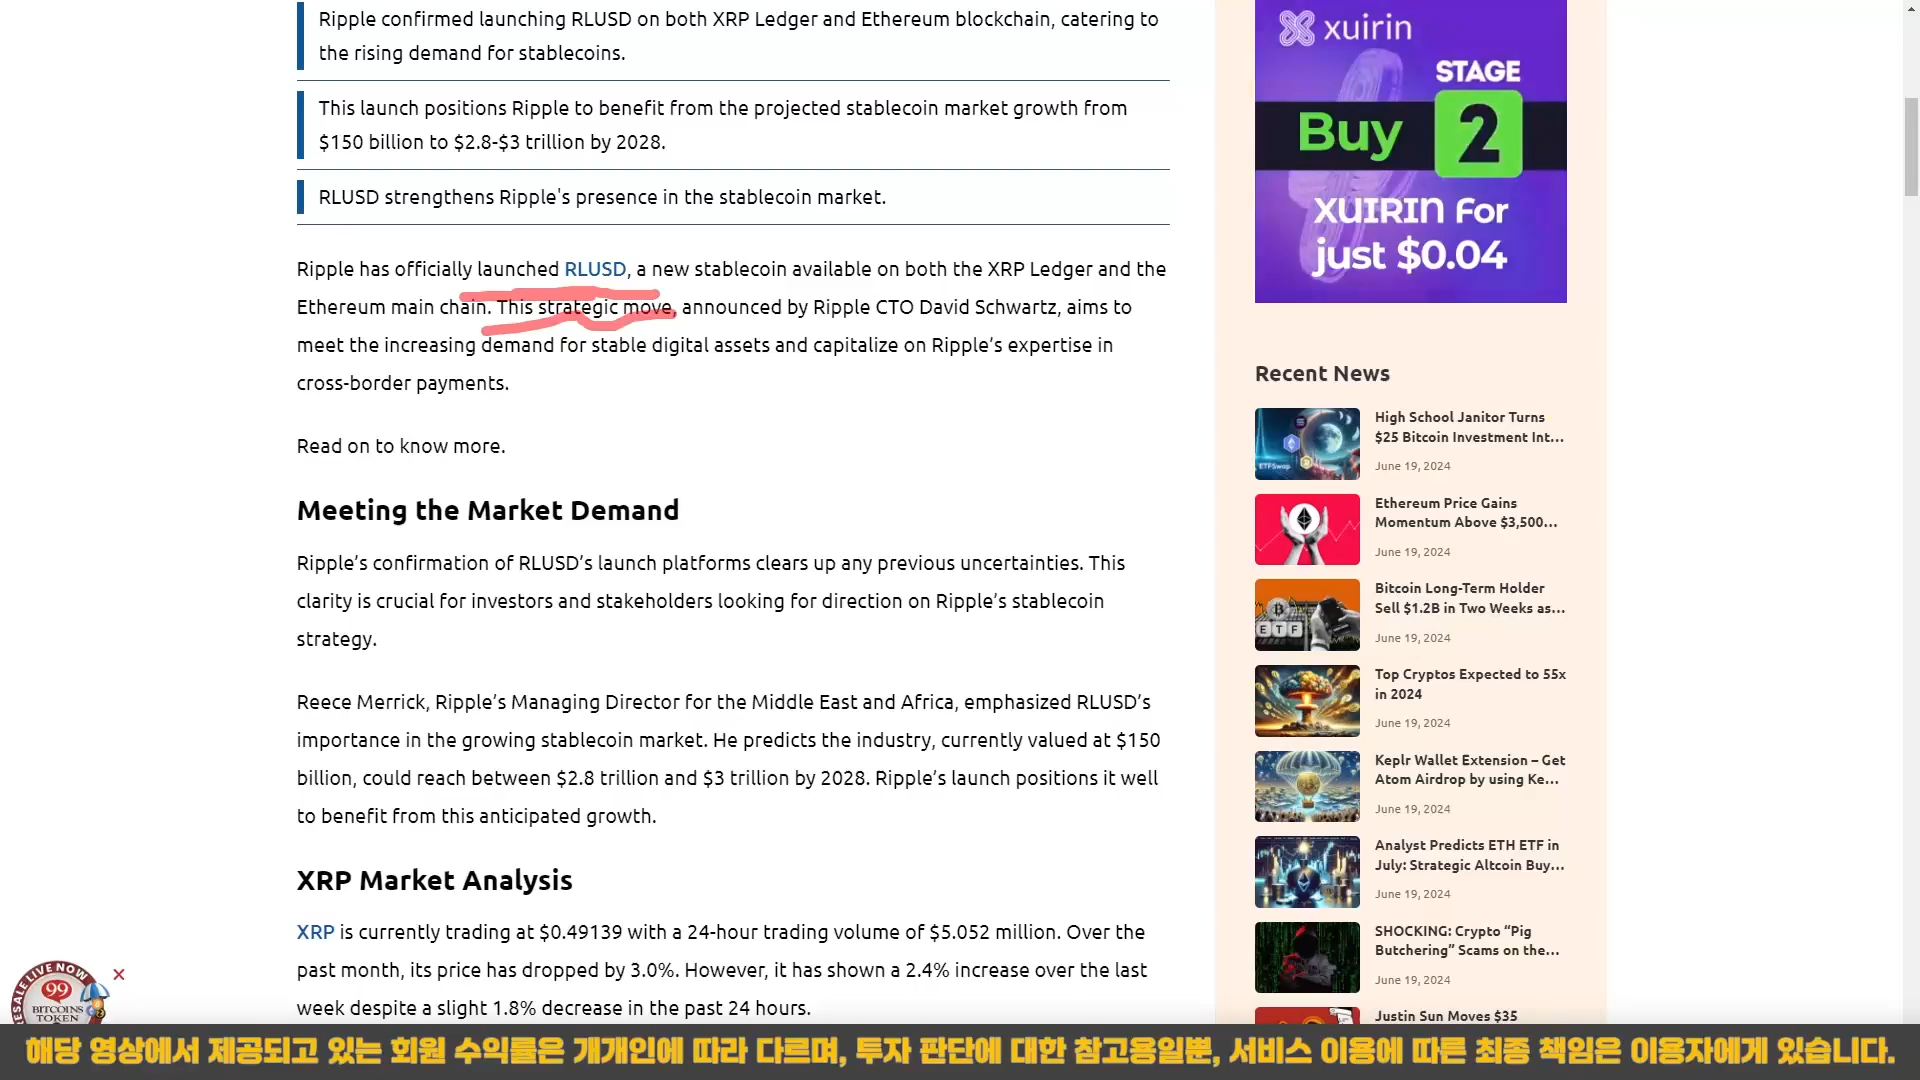 Ripple confirmed launching RLUSD on both XRP Ledger and Ethereum blockchain, catering to
the rising demand for stablecoins.
This launch positions Ripple to benefit from the projected stablecoin market growth from
$150 billion to $2.8-$3 trillion by 2028.
RLUSD strengthens Ripple's presence in the stablecoin market.
Ripple has officially launched RLUSD, a new stablecoin available on both the XRP Ledger and the
Ethereum main chain. This strategic move, announced by Ripple CTO David Schwartz, aims to
meet the increasing demand for stable digital assets and capitalize on Ripple’s expertise in
cross-border payments.
Read on to know more.
Meeting the Market Demand
Ripple’s confirmation of RLUSD’s launch platforms clears up any previous uncertainties. This
clarity is crucial for investors and stakeholders looking for direction on Ripple’s stablecoin
strategy.
Reece Merrick, Ripple’s Managing Director for the Middle East and Africa, emphasized RLUSD’s
importance in the growing stablecoin market. He predicts the industry, currently valued at $150
billion, could reach between $2.8 trillion and $3 trillion by 2028. Ripple’s launch positions it well
to benefit from this anticipated growth.
XRP Market Analysis
XRP is currently trading at $0.49139 with a 24-hour trading volume of $5.052 million. Over the
past month, its price has dropped by 3.0%. However, it has shown a 2.4% increase over the last
week despite a slight 1.8% decrease in the past 24 hours.
xuirin
STAGE
Buy 2
XUIRIN For
just $0.04
Recent News
High School Janitor Turns
$25 Bitcoin Investment Int...
June 19, 2024
ETFSwap
Ethereum Price Gains
Momentum Above $3,500...
June 19, 2024
Bitcoin Long-Term Holder
Sell $1.2B in Two Weeks as...
June 19, 2024
ETF
Top Cryptos Expected to 55x
in 2024
June 19, 2024
Keplr Wallet Extension – Get
Atom Airdrop by using Ke...
June 19, 2024
Analyst Predicts ETH ETF in
July: Strategic Altcoin Buy...
June 19, 2024
SHOCKING: Crypto “Pig
Butchering” Scams on the...
June 19, 2024
Justin Sun Moves $35
ESALE LIVE NOW
99
BITCOINS
TOKEN
해당 영상에서 제공되고 있는 회원 수익률은 개개인에 따라 다르며, 투자 판단에 대한 참고용일뿐, 서비스 이용에 따른 최종 책임은 이용자에게 있습니다.